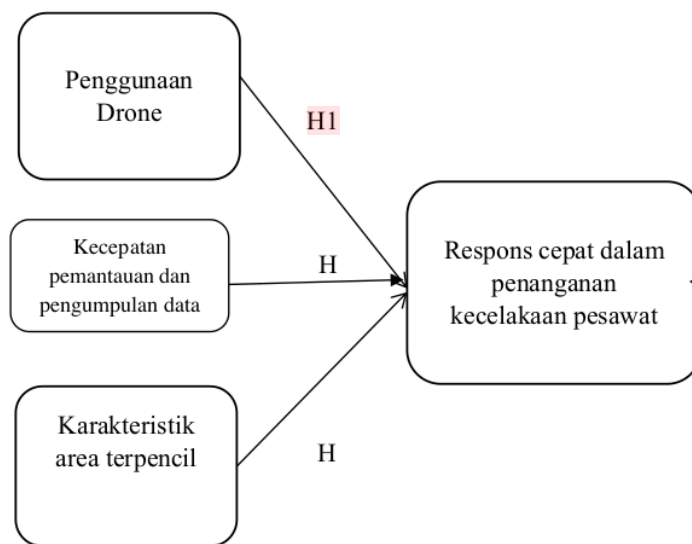 Penggunaan
Drone
H1
Kecepatan
pemantauan dan
pengumpulan data
H
Respons cepat dalam
penanganan
kecelakaan pesawat
Karakteristik
area terpencil
H